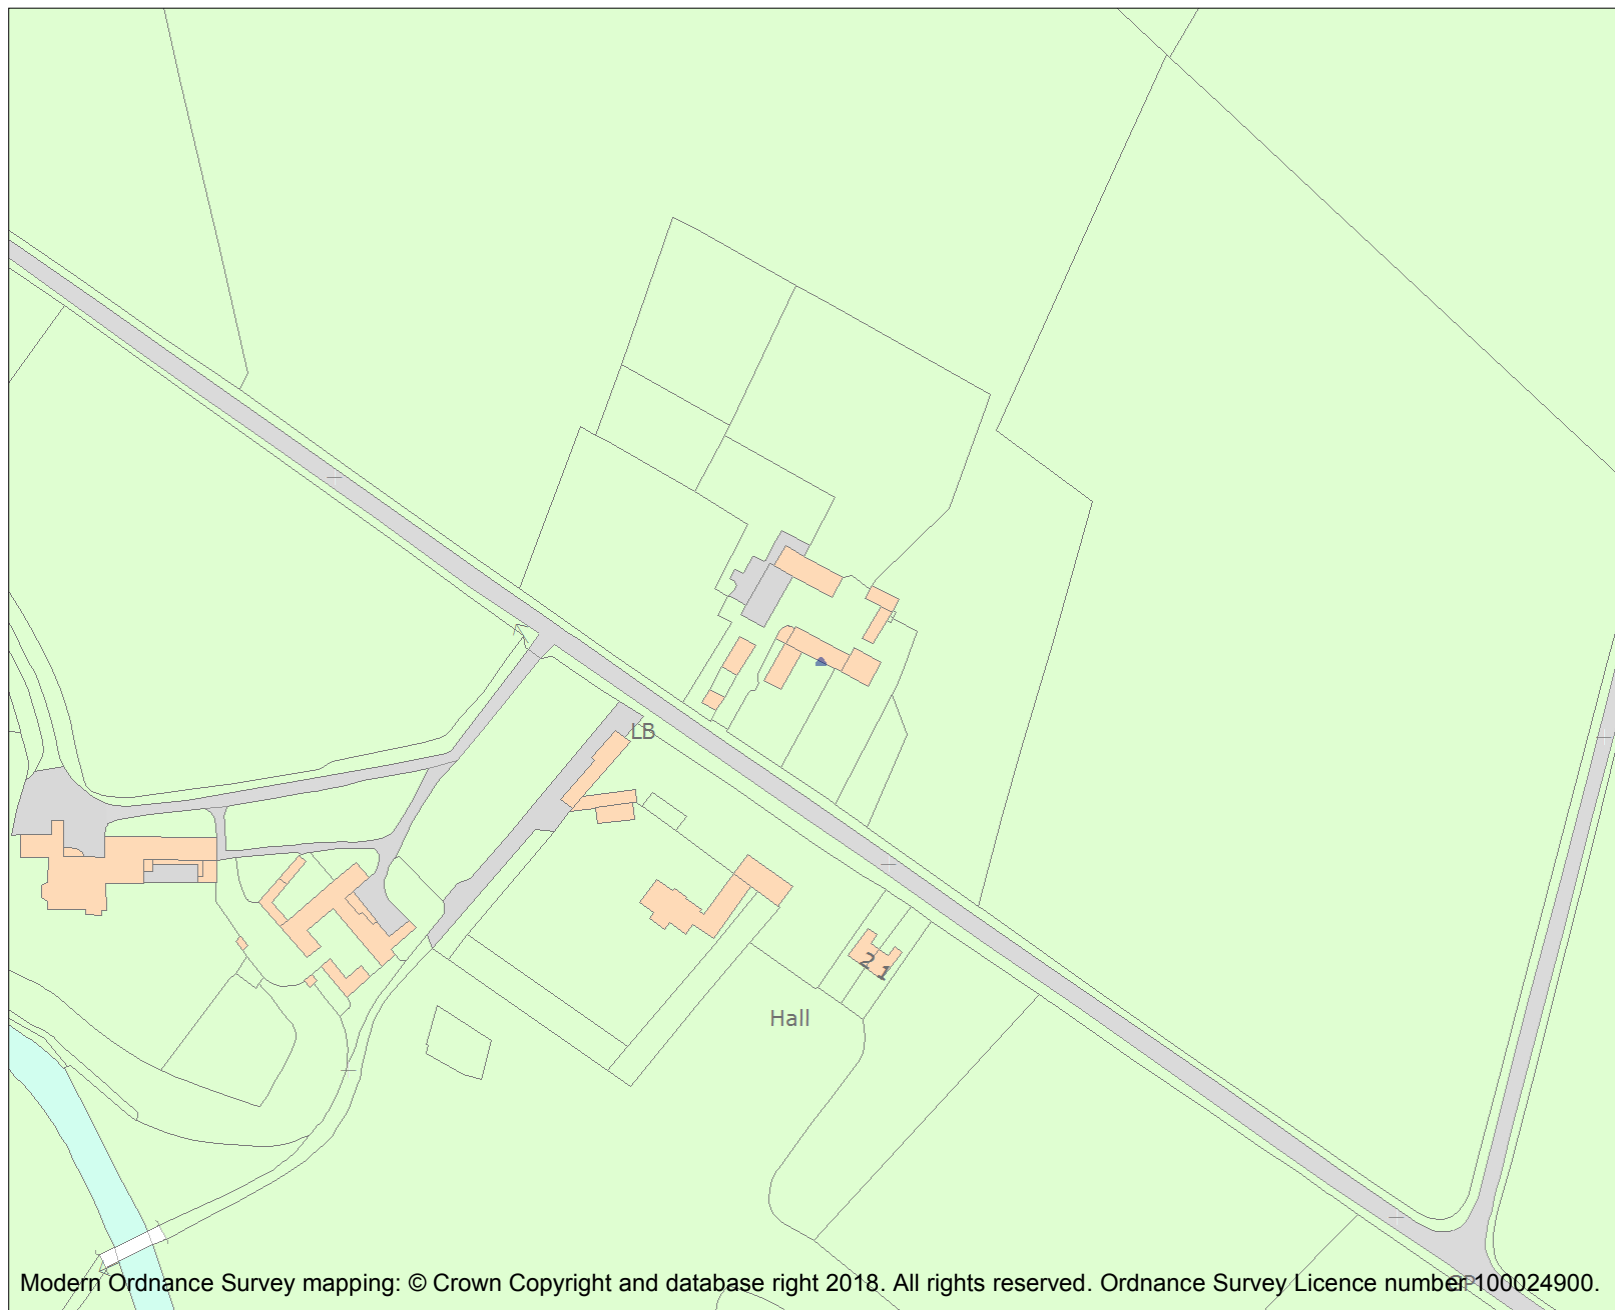 LB
2 1
Hall
GP
Modern Ordnance Survey mapping: © Crown Copyright and database right 2018. All rights reserved. Ordnance Survey Licence number 100024900.